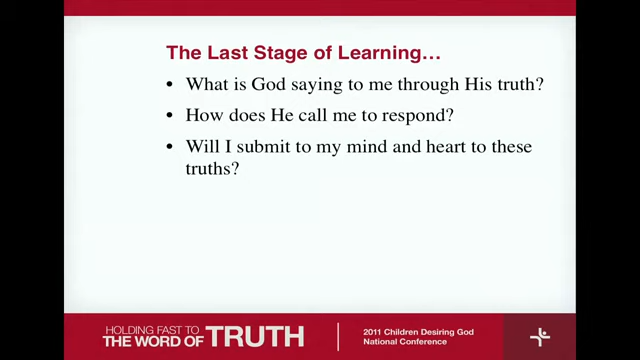 The Last Stage of Learning…
• What is God saying to me through His truth?
• How does He call me to respond?
• Will I submit to my mind and heart to these
truths?
HOLDING FAST TO
THE WORD OF TRUTH
2011 Children Desiring God
National Conference